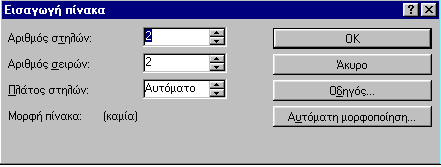 Εισαγωγή πίνακα
Αριθμός στηλών: 2
OK
Αριθμός σειρών: 2
Άκυρο
Πλάτος στηλών: Αυτόματο
Οδηγός...
Μορφή πίνακα: (καμία)
Αυτόματη μορφοποίηση...